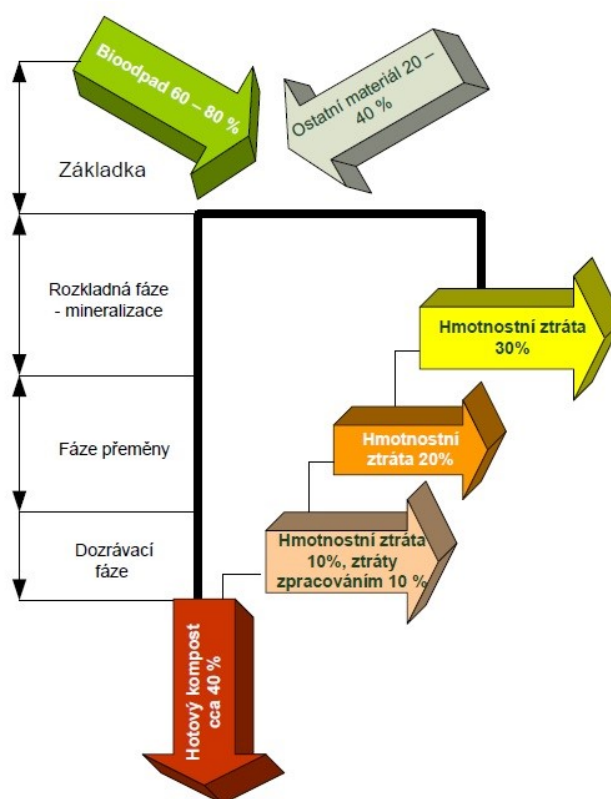 Bioodpad 60 – 80 %
Ostatní materiál 20 –
40 %
Základka
Rozkladná fáze
- mineralizace
Hmotnostní ztráta
30%
Fáze přeměny
Hmotnostní
ztráta 20%
Dozrávací
fáze
Hmotnostní ztráta
10%, ztráty
zpracováním 10 %
Hotový kompost
cca 40 %